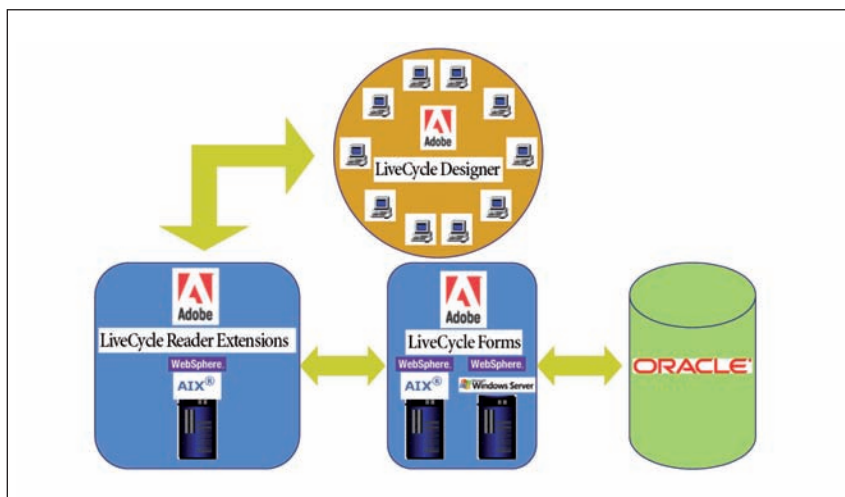 Adobe
LiveCycle Designer
Adobe
LiveCycle Reader Extensions
WebSphere.
AIX®
Adobe
LiveCycle Forms
WebSphere. WebSphere.
AIX® Windows Server
ORACLE